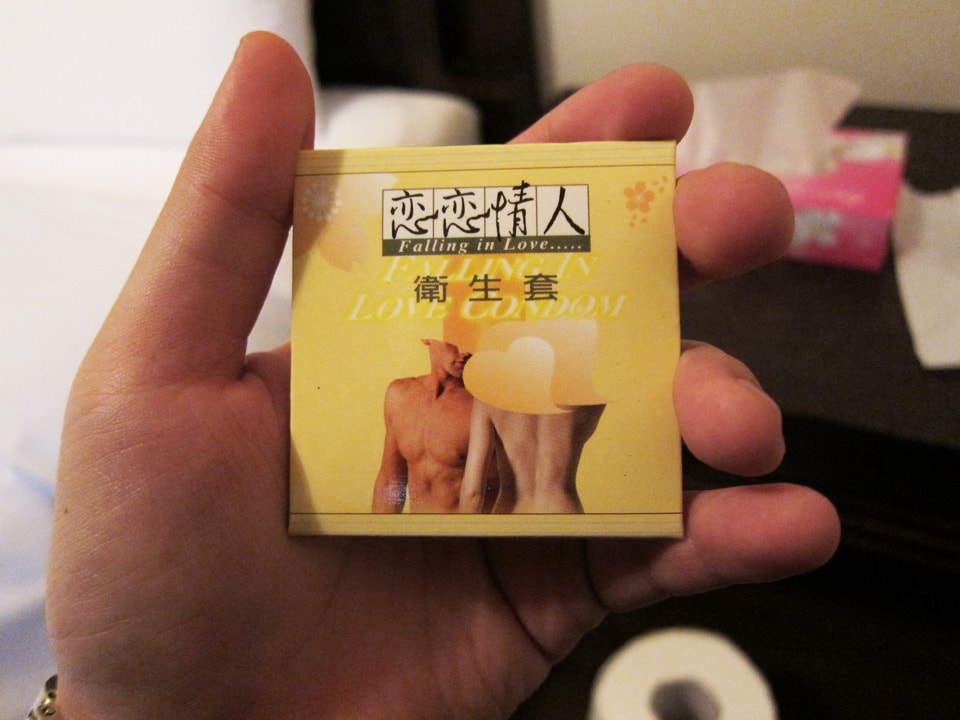 恋恋情人
Falling in Love.....
FALLING IN
LOVE CONDOM
衛生套